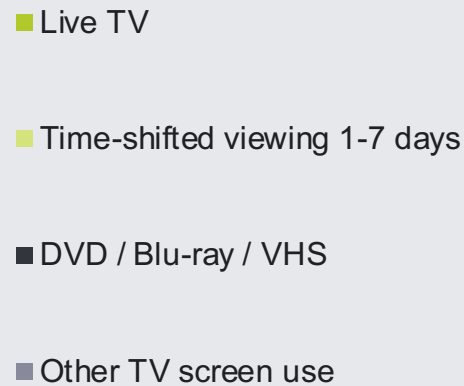 Live TV
Time-shifted viewing 1-7 days
DVD / Blu-ray / VHS
Other TV screen use